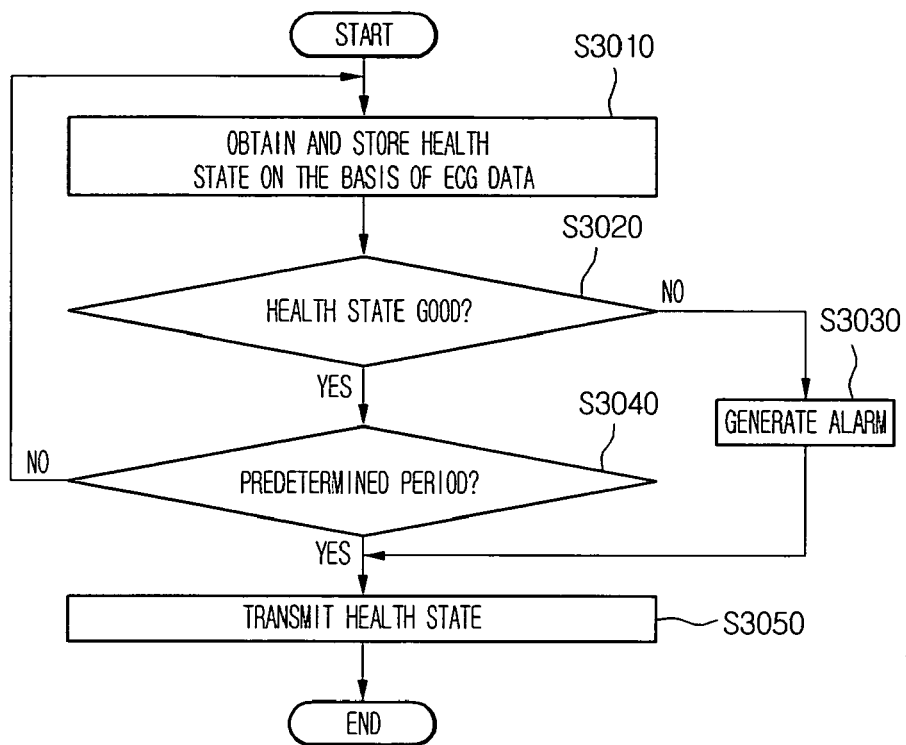 START
S3010
OBTAIN AND STORE HEALTH
STATE ON THE BASIS OF ECG DATA
S3020
HEALTH STATE GOOD?
NO
S3030
YES
S3040
GENERATE ALARM
NO
PREDETERMINED PERIOD?
YES
TRANSMIT HEALTH STATE
S3050
END